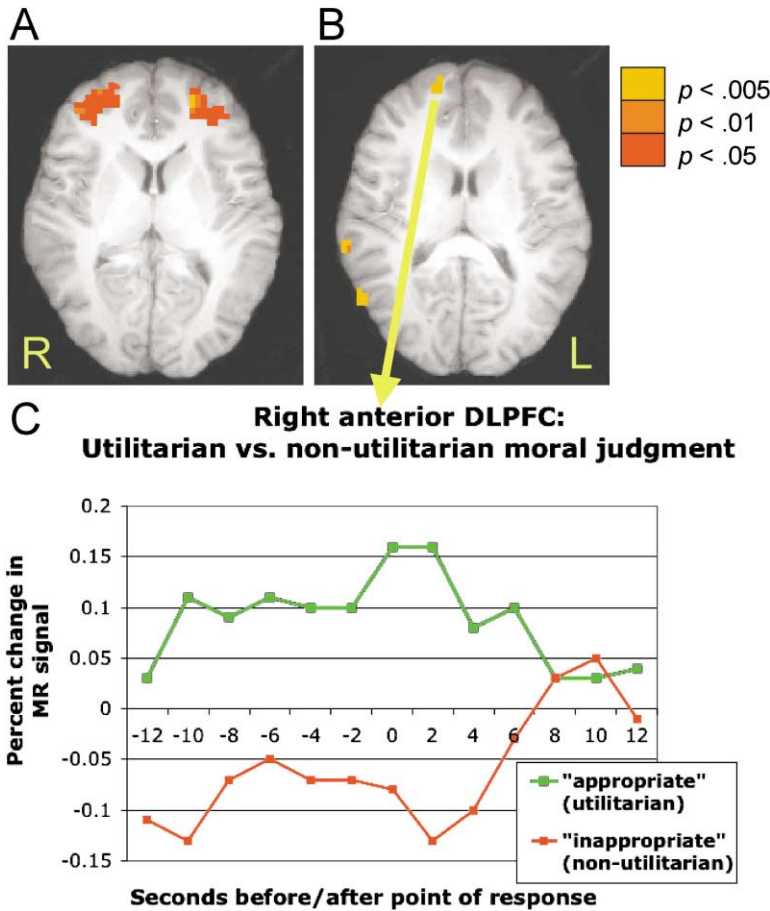 A
B
p < .005
p < .01
p < .05
R
L
C
Right anterior DLPFC:
Utilitarian vs. non-utilitarian moral judgment
Percent change in
MR signal
0.2
0.15
0.1
0.05
0
-0.05
-0.1
-0.15
-12 -10 -8 -6 -4 -2 0 2 4 6 8 10 12
"appropriate"
(utilitarian)
"inappropriate"
(non-utilitarian)
Seconds before/after point of response